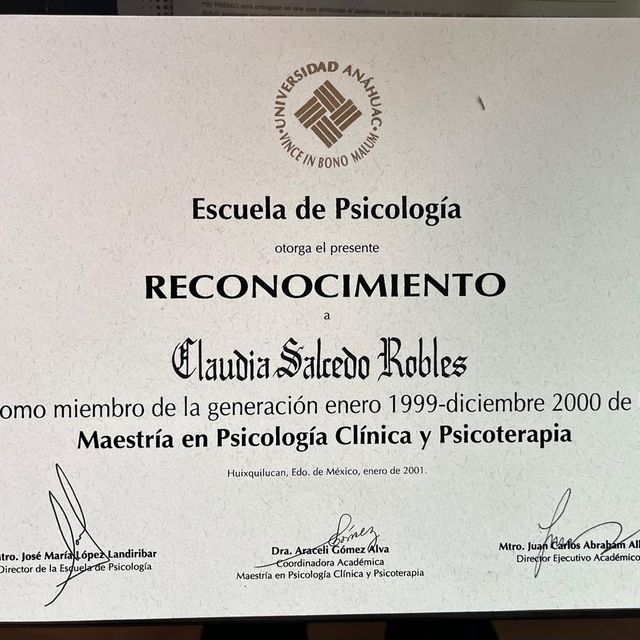 UNIVERSIDAD ANÁHUAC
VINCE IN BONO MALUM
Escuela de Psicología
otorga el presente
RECONOCIMIENTO
a
Claudia Salcedo Robles
omo miembro de la generación enero 1999-diciembre 2000 de
Maestría en Psicología Clínica y Psicoterapia
Huixquilucan, Edo. de México, enero de 2001.
tro. José María López Landiribar
Director de la Escuela de Psicología
Dra. Araceli Gómez Alva
Coordinadora Académica
Maestría en Psicología Clínica y Psicoterapia
Mtro. Juan Carlos Abraham Al
Director Ejecutivo Académico